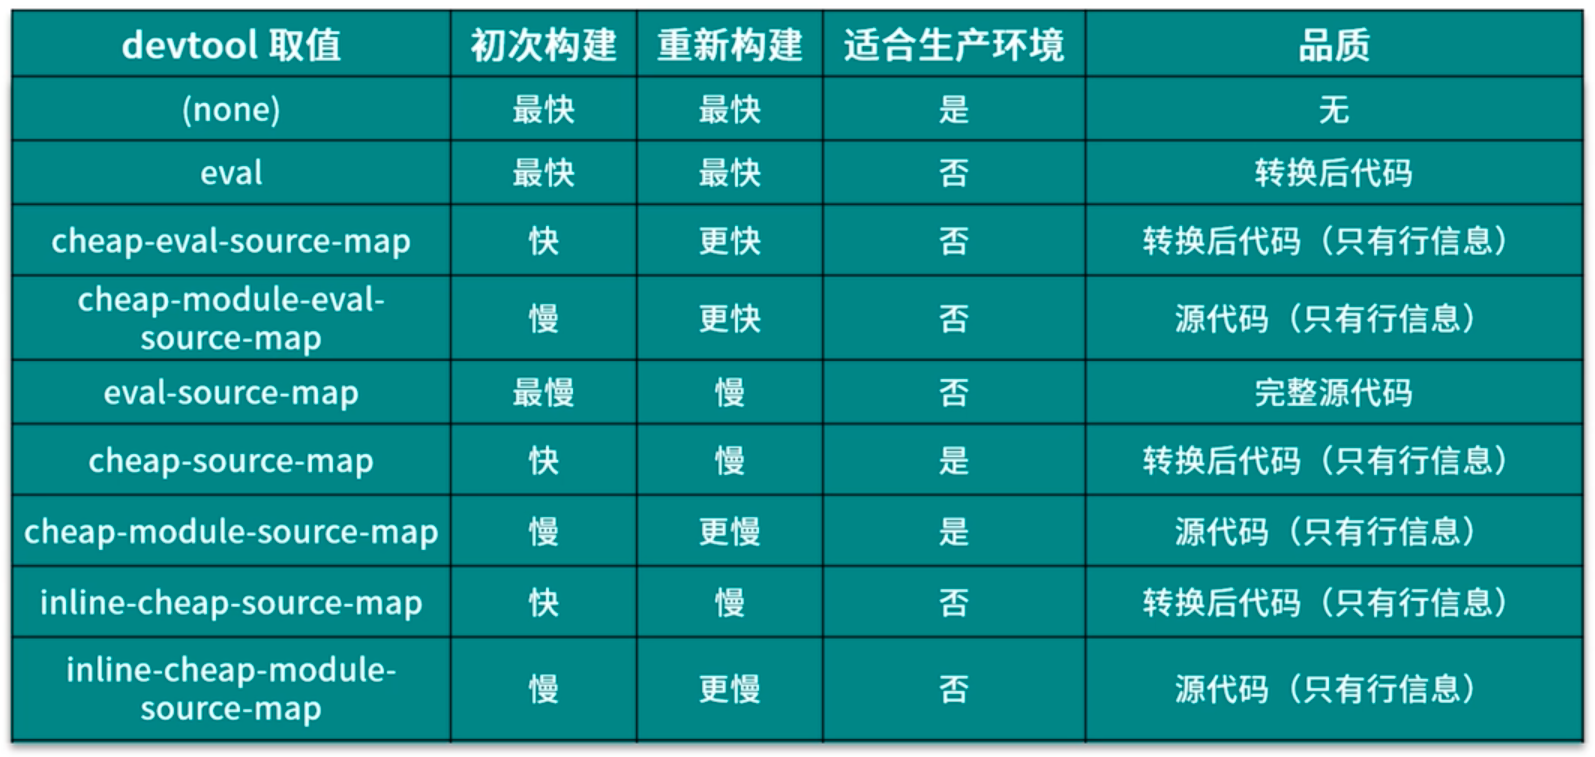 devtool 取值 初次构建 重新构建 适合生产环境 品质
(none) 最快 最快 是 无
eval 最快 最快 否 转换后代码
cheap-eval-source-map 快 更快 否 转换后代码（只有行信息）
cheap-module-eval-
source-map 慢 更快 否 源代码（只有行信息）
eval-source-map 最慢 慢 否 完整源代码
cheap-source-map 快 慢 是 转换后代码（只有行信息）
cheap-module-source-map 慢 更慢 是 源代码（只有行信息）
inline-cheap-source-map 快 慢 否 转换后代码（只有行信息）
inline-cheap-module-
source-map 慢 更慢 否 源代码（只有行信息）